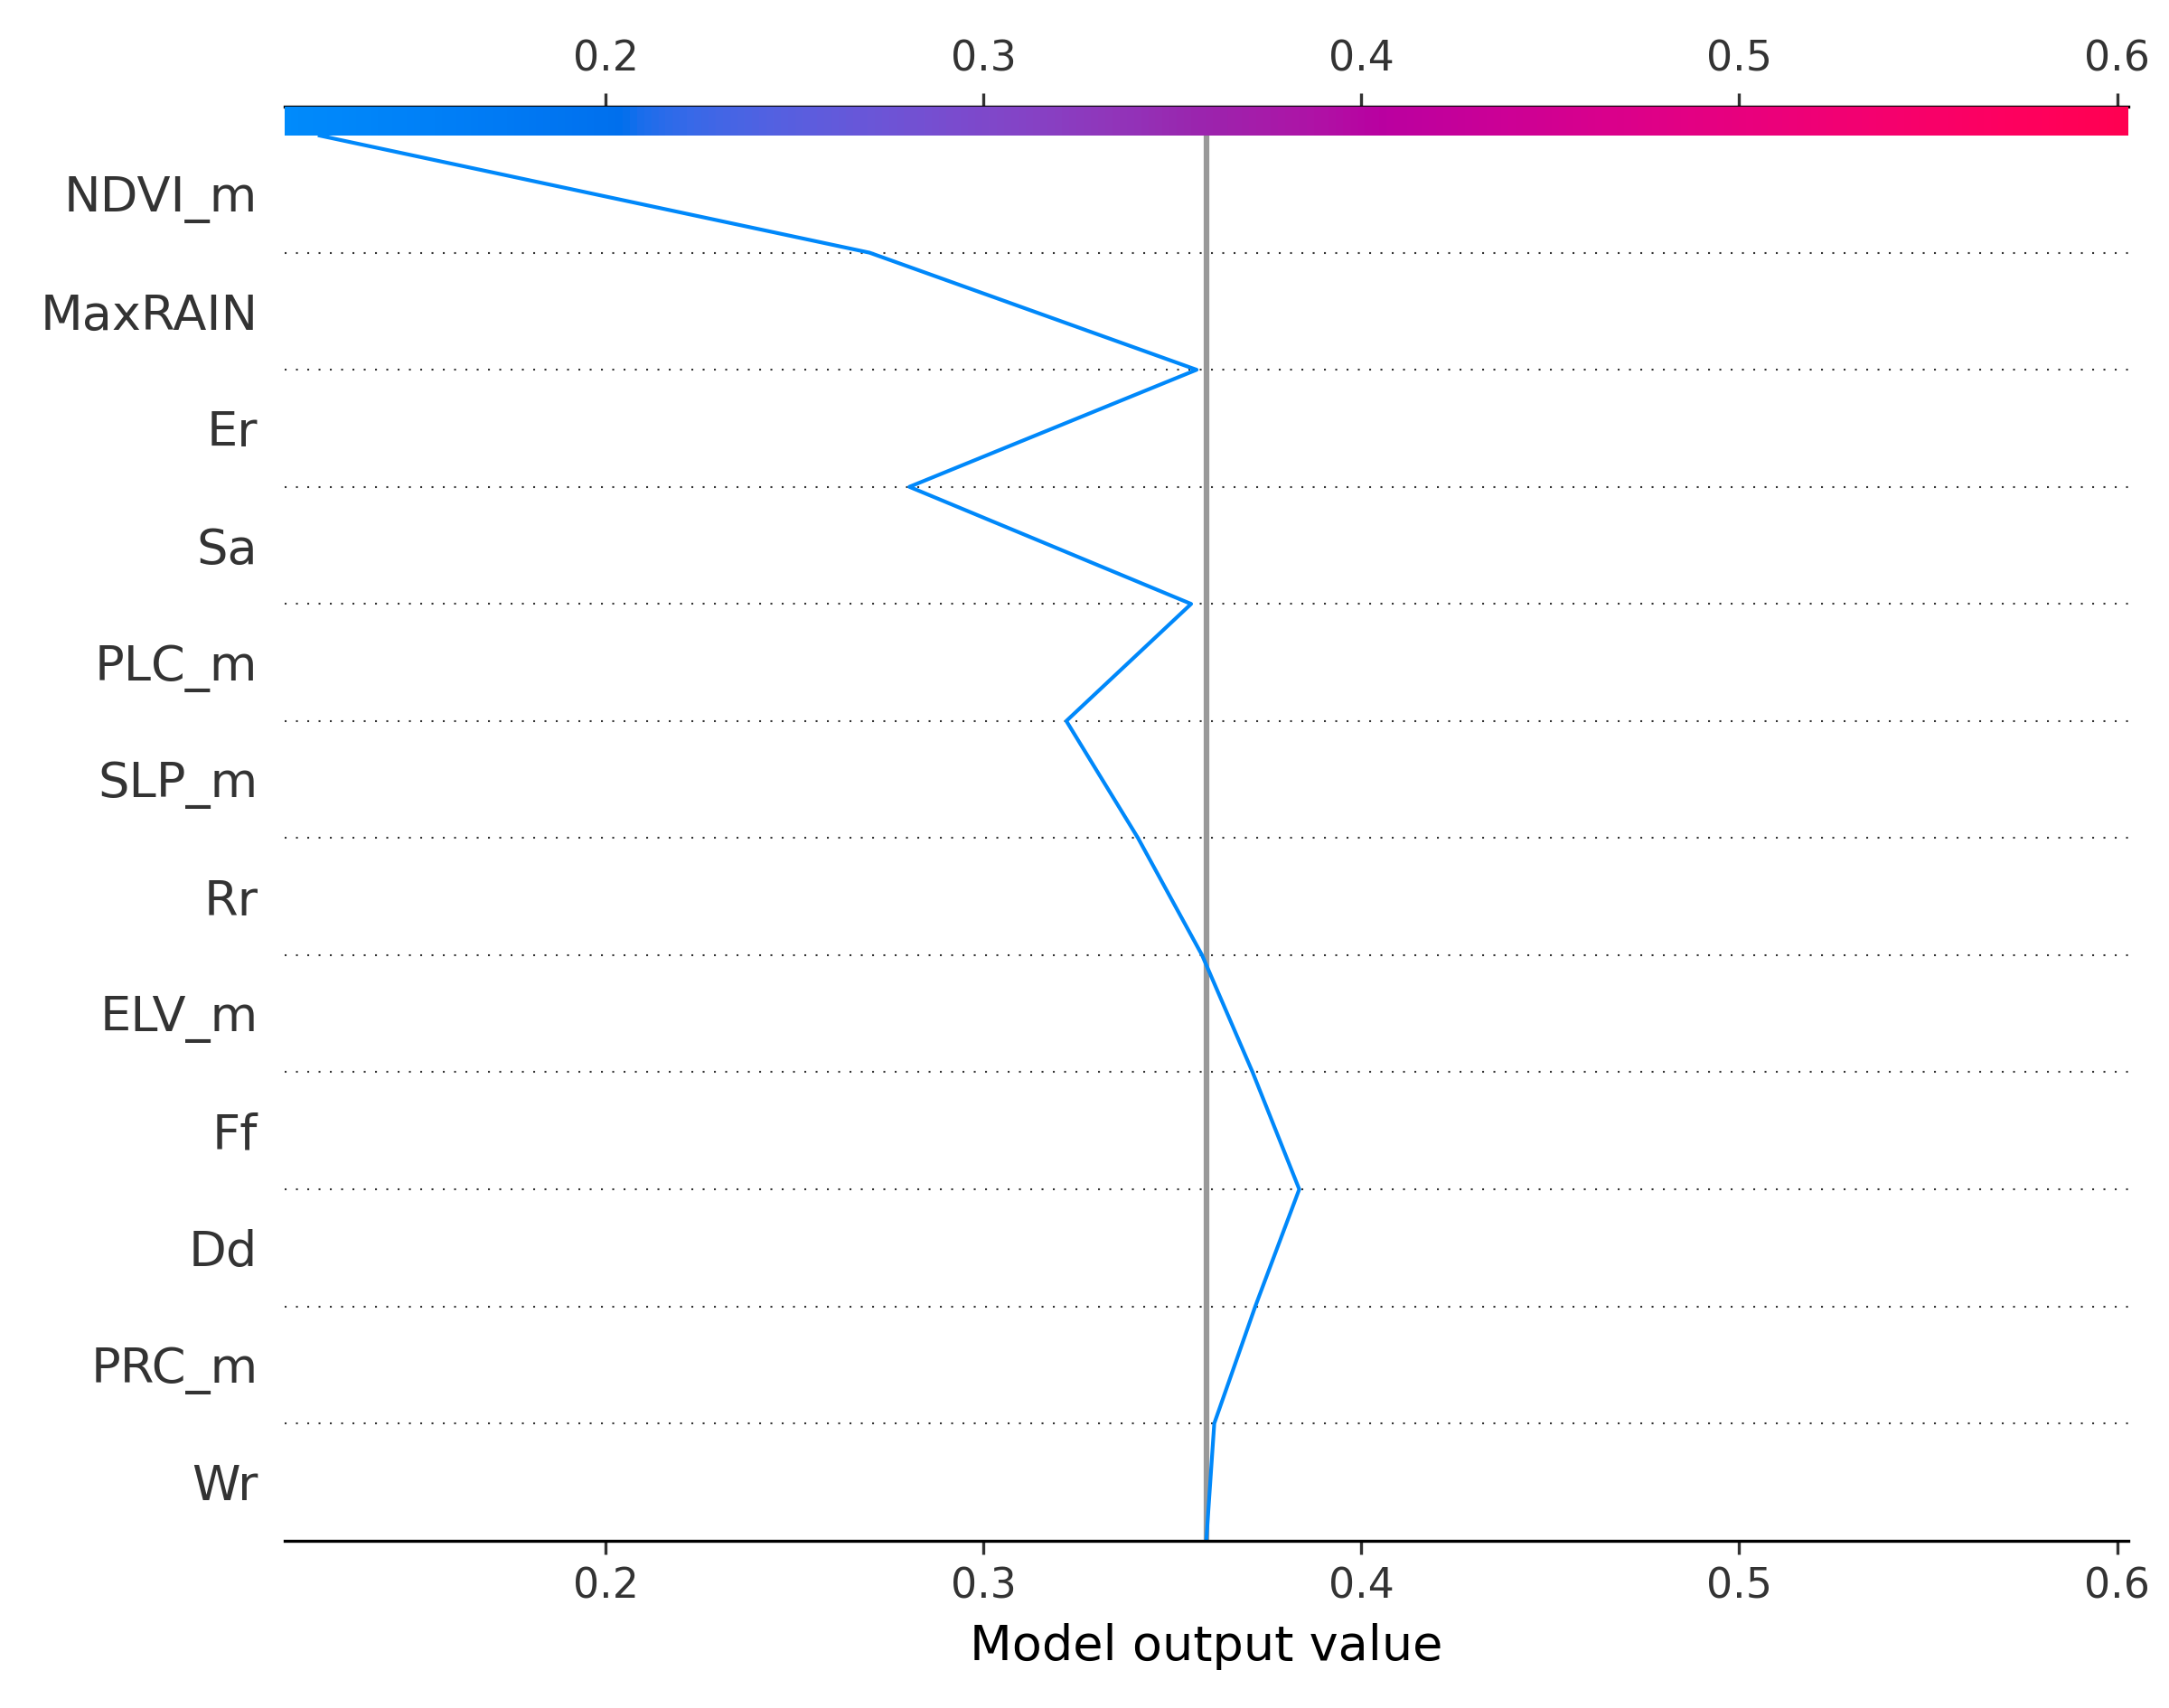 0.2 0.3 0.4 0.5 0.6
NDVI_m
MaxRAIN
Er
Sa
PLC_m
SLP_m
Rr
ELV_m
Ff
Dd
PRC_m
Wr
0.2 0.3 0.4 0.5 0.6
Model output value